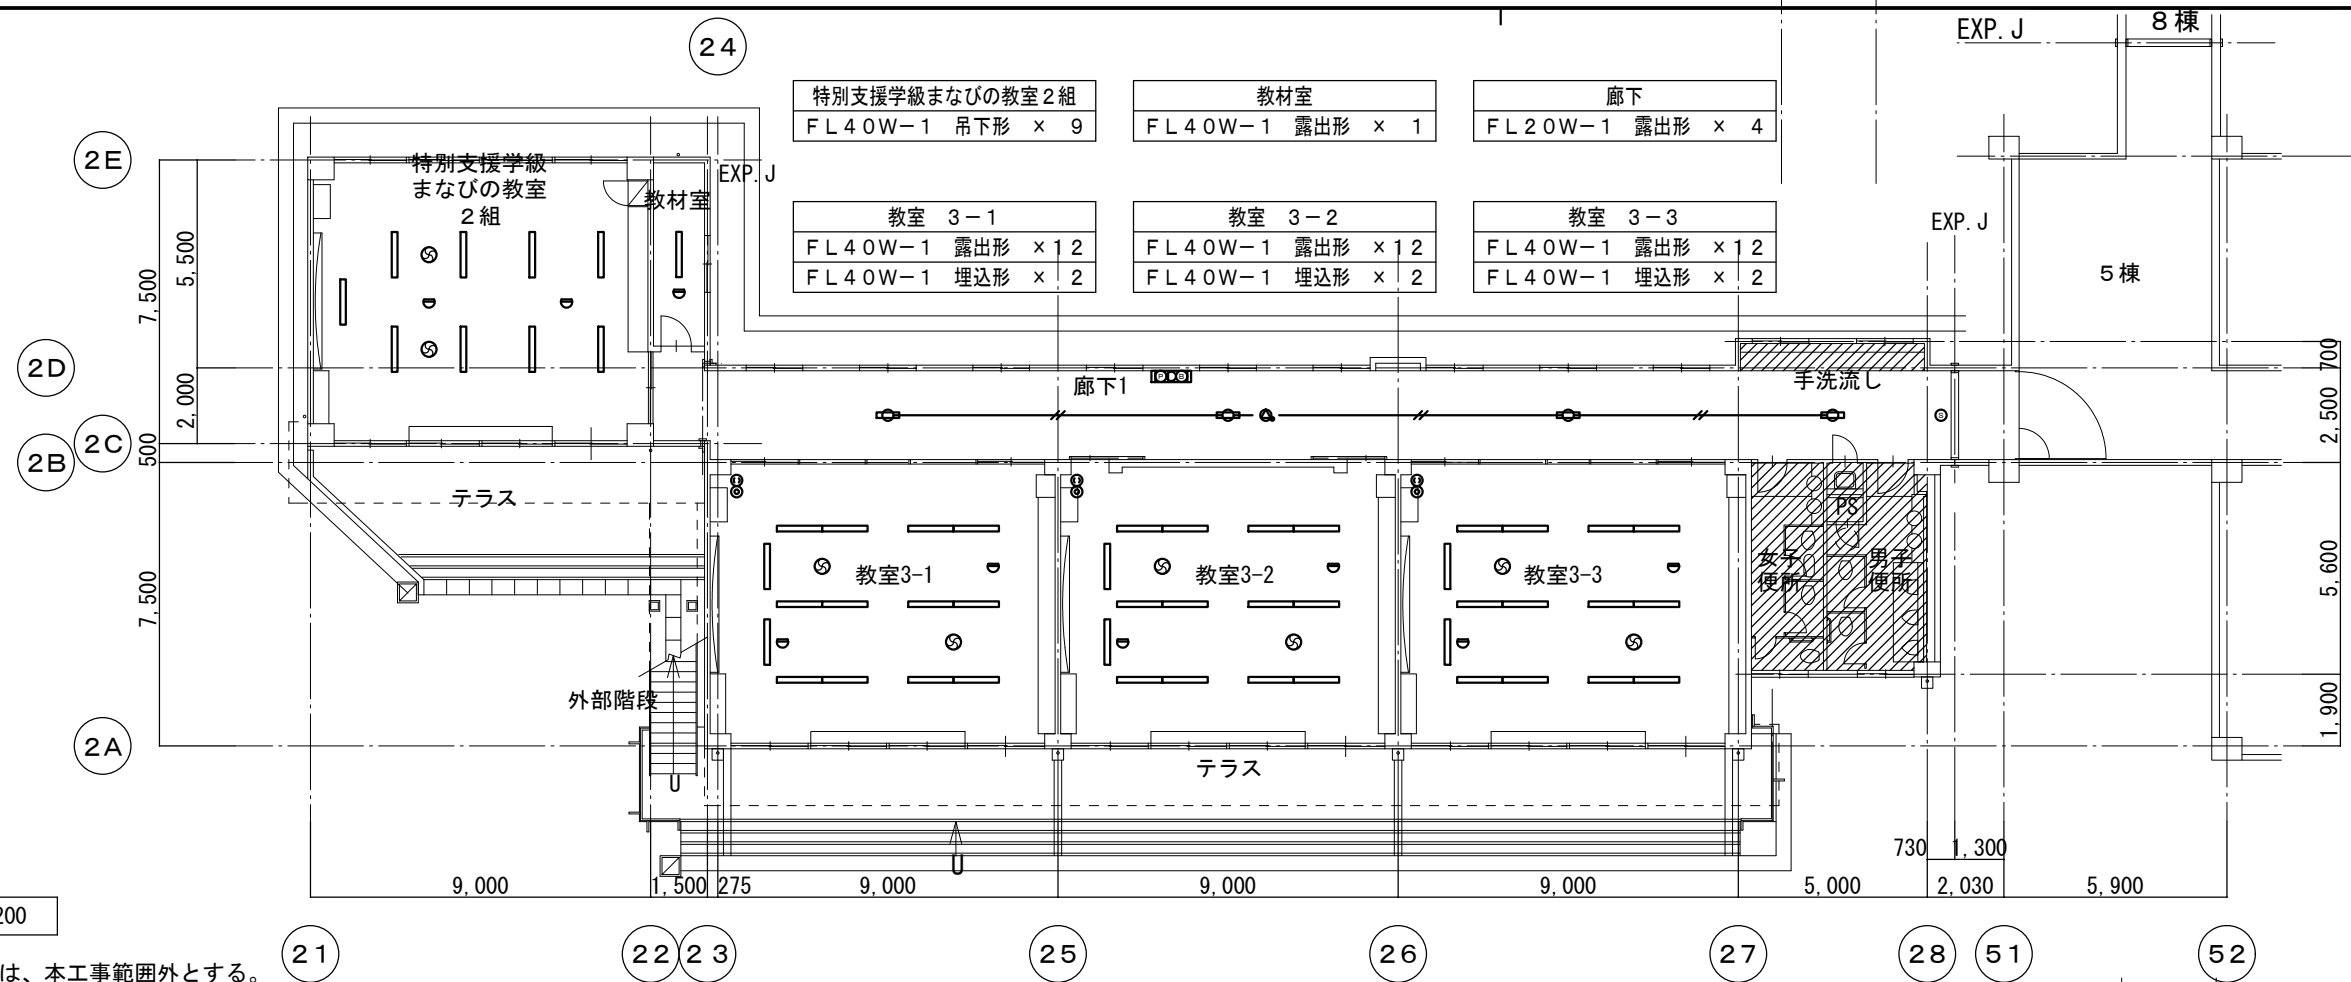 24
EXP.J
8棟
特別支援学級まなびの教室2組
FL40W-1 吊下形 × 9
教材室
FL40W-1 露出形 × 1
廊下
FL20W-1 露出形 × 4
2E
特別支援学級
まなびの教室
2組
教材室
EXP.J
教室 3-1
FL40W-1 露出形 ×12
FL40W-1 埋込形 × 2
教室 3-2
FL40W-1 露出形 ×12
FL40W-1 埋込形 × 2
教室 3-3
FL40W-1 露出形 ×12
FL40W-1 埋込形 × 2
EXP.J
5棟
7,500
5,500
2,000
2D
廊下1
手洗流し
700
2,500
2C
2B
500
テラス
PS
教室3-1
教室3-2
教室3-3
女子
便所
男子
便所
7,500
5,600
外部階段
1,900
2A
テラス
U
U
730
1,300
9,000
1,500
275
9,000
9,000
9,000
5,000
2,030
5,900
200
21
22
23
25
26
27
28
51
52
は、本工事範囲外とする。